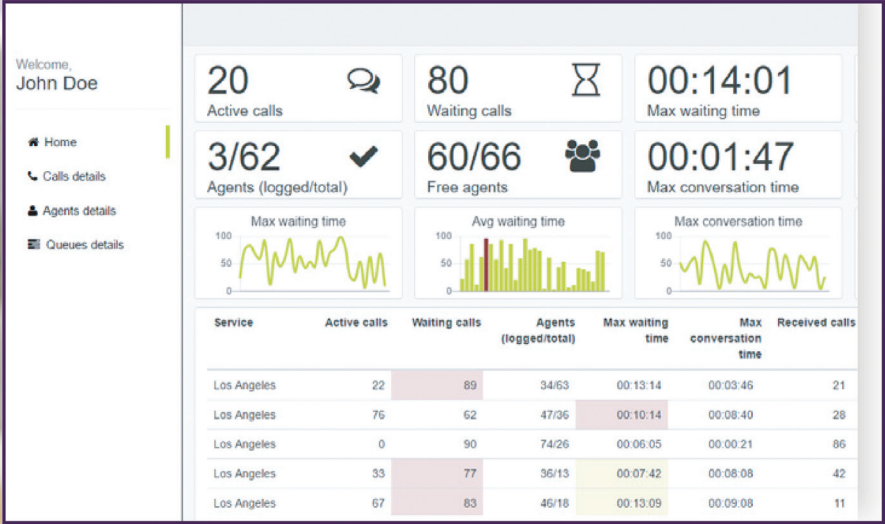 Welcome,
John Doe
Home
Calls details
Agents details
Queues details
20
Active calls
80
Waiting calls
00:14:01
Max waiting time
3/62
Agents (logged/total)
60/66
Free agents
00:01:47
Max conversation time
Max waiting time
100
50
0
Avg waiting time
100
50
0
Max conversation time
100
50
0
Service Active calls Waiting calls Agents (logged/total) Max waiting time Max conversation time Received calls
Los Angeles 22 89 34/63 00:13:14 00:03:46 21
Los Angeles 76 62 47/36 00:10:14 00:08:40 28
Los Angeles 0 90 74/26 00:06:05 00:00:21 86
Los Angeles 33 77 36/13 00:07:42 00:08:08 42
Los Angeles 67 83 46/18 00:13:09 00:09:08 11